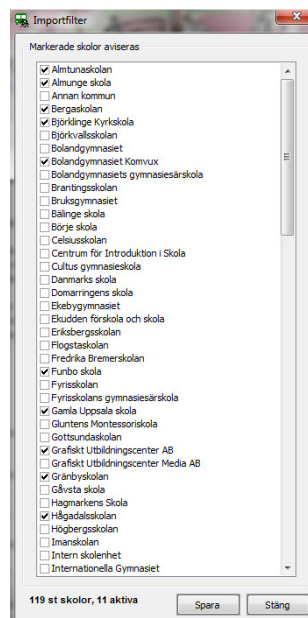 Importfilter
Markerade skolor aviseras
Almtunaskolan
Almunge skola
Annan kommun
Bergaskolan
Björklinge Kyrkskola
Björkvallsskolan
Bolandgymnasiet
Bolandgymnasiet Komvux
Bolandgymnasiets gymnasiesärskola
Brantingsskolan
Bruksgymnasiet
Bälinge skola
Börje skola
Celsiusskolan
Centrum för Introduktion i Skola
Cultus gymnasieskola
Danmarks skola
Domarringens skola
Ekebygymnasiet
Ekudden förskola och skola
Eriksbergsskolan
Flogstaskolan
Fredrika Bremerskolan
Funbo skola
Fyrisskolan
Fyrisskolans gymnasiesärskola
Gamla Uppsala skola
Gluntens Montessoriskola
Gottsundaskolan
Grafiskt Utbildningscenter AB
Grafiskt Utbildningscenter Media AB
Gränbyskolan
Gåvsta skola
Hagmarkens Skola
Hågadalsskolan
Högbergsskolan
Imanskolan
Intern skolenhet
Internationella Gymnasiet
119 st skolor, 11 aktiva
Spara
Stäng